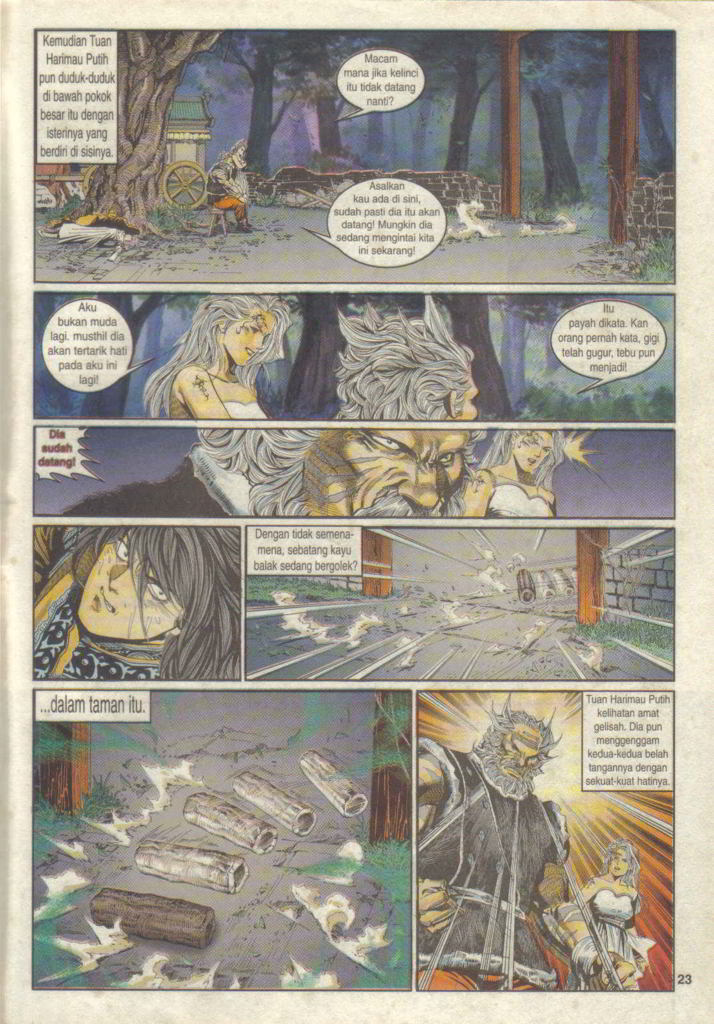 Kemudian Tuan
Harimau Putih
pun duduk-duduk
di bawah pokok
besar itu dengan
isterinya yang
berdiri di sisinya.
Macam
mana jika kelinci
itu tidak datang
nanti?
Asalkan
kau ada di sini,
sudah pasti dia itu akan
datang! Mungkin dia
sedang mengintai kita
ini sekarang!
Aku
bukan muda
lagi. musthil dia
akan tertarik hati
pada aku ini
lagi!
Itu
payah dikata. Kan
orang pernah kata, gigi
telah gugur, tebu pun
menjadi!
Dia
sudah
datang!
Dengan tidak semena-
mena, sebatang kayu
balak sedang bergolek?
...dalam taman itu.
Tuan Harimau Putih
kelihatan amat
gelisah. Dia pun
menggenggam
kedua-kedua belah
tangannya dengan
sekuat-kuat hatinya.
23